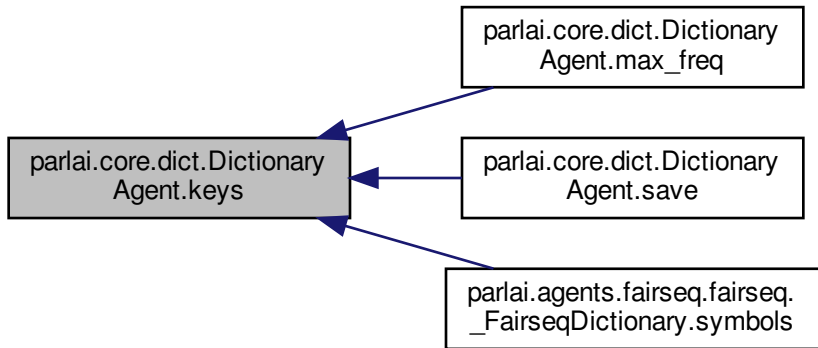 parlai.core.dict.Dictionary
Agent.max_freq
parlai.core.dict.Dictionary
Agent.keys
parlai.core.dict.Dictionary
Agent.save
parlai.agents.fairseq.fairseq.
_FairseqDictionary.symbols